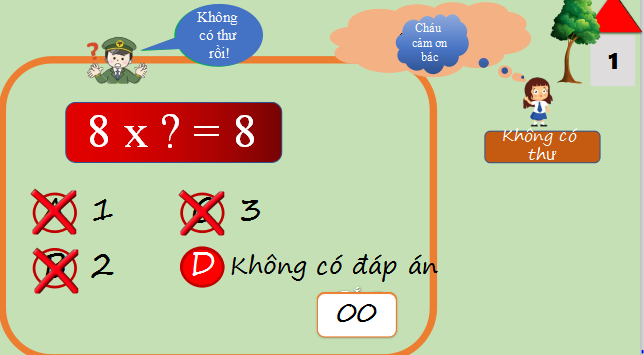 Không
có thư
rồi!
Cháu
cảm ơn
bác
1
?
8 x ? = 8
Không có
thư
1
3
2
D Không có đáp án
00